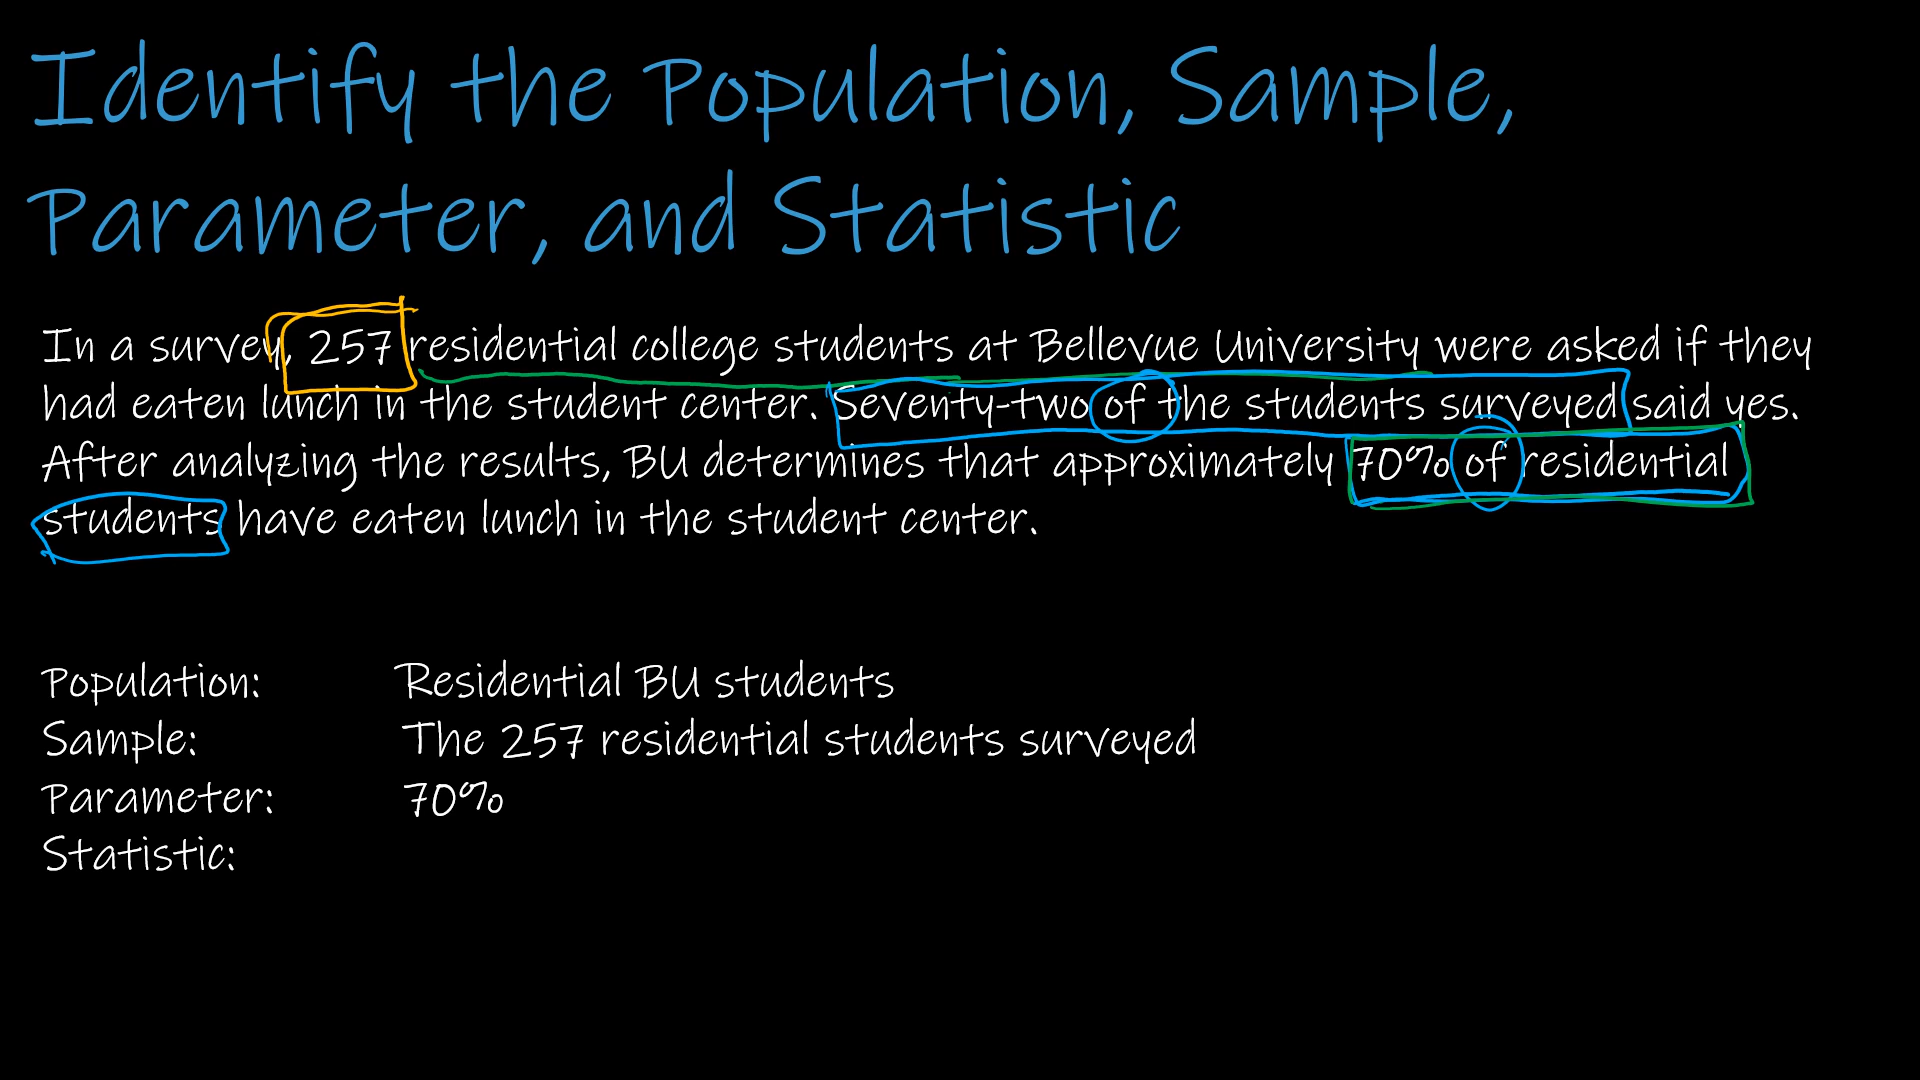 Identify the Population, Sample,
Parameter, and Statistic
In a survey, 257 residential college students at Bellevue University were asked if they
had eaten lunch in the student center. Seventy-two of the students surveyed said yes.
After analyzing the results, BU determines that approximately 70% of residential
students have eaten lunch in the student center.
Population: Residential BU students
Sample: The 257 residential students surveyed
Parameter: 70%
Statistic: